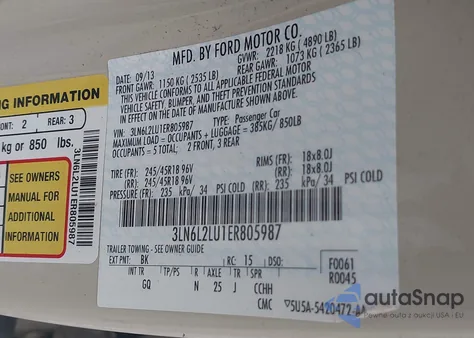 NG INFORMATION
ONT: 2 REAR: 3
kg or 850 lbs.
SEE OWNERS
MANUAL FOR
ADDITIONAL
INFORMATION
3LN6L2LU1ER805987
MFD. BY FORD MOTOR CO.
09/13 GVWR: 2218 KG ( 4890 LB)
FRONT GAWR: 1150 KG ( 2535 LB) REAR GAWR: 1073 KG ( 2365 LB)
THIS VEHICLE CONFORMS TO ALL APPLICABLE FEDERAL MOTOR
VEHICLE SAFETY, BUMPER, AND THEFT PREVENTION STANDARDS
IN EFFECT ON THE DATE OF MANUFACTURE SHOWN ABOVE.
VIN: 3LN6L2LU1ER805987 TYPE: Passenger Car
MAXIMUM LOAD= OCCUPANTS + LUGGAGE = 385KG/ 850LB
OCCUPANTS = 5 TOTAL: 2 FRONT, 3 REAR
TIRE (FR): 245/45R18 96V RIMS (FR): 18x8.0J
(RR): 245/45R18 96V (RR): 18x8.0J
PRESSURE (FR) 235 kPa/ 34 PSI COLD (RR) 235 kPa/ 34 PSI COLD
3LN6L2LU1ER805987
TRAILER TOWING - SEE OWNER GUIDE
EXT PNT: BK RC: 15 DSO: F0061
R0045
INT TR TP/PS R AXLE TR SPR
GQ N 25 J CCHH
CMC 5U5A-5420472-AA
autoSnap